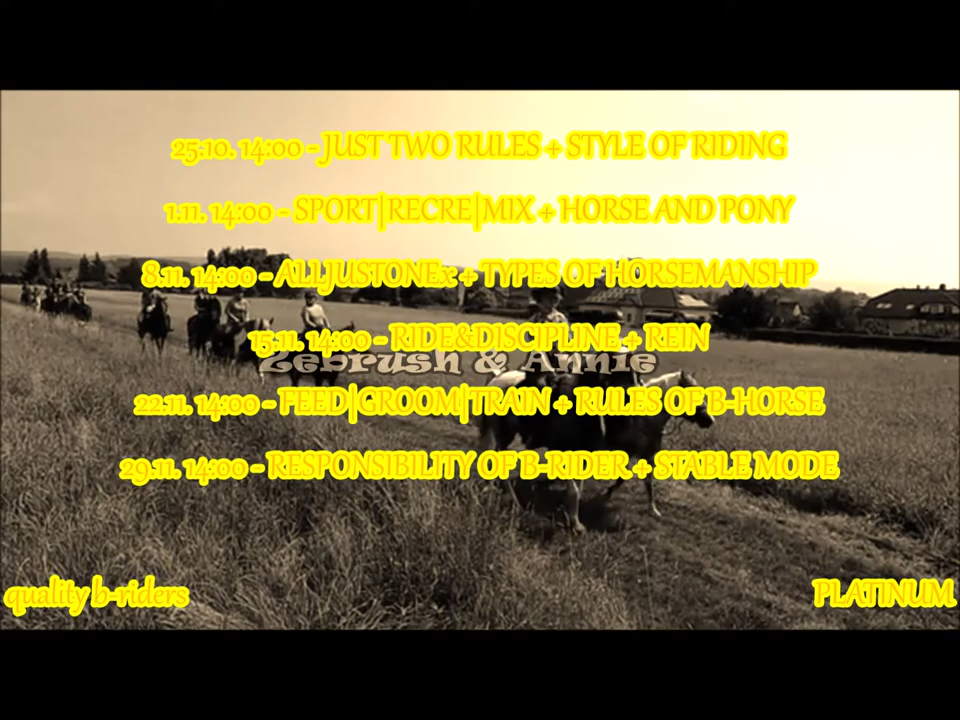 25.10. 14:00 - JUST TWO RULES + STYLE OF RIDING
1.11. 14:00 - SPORT|RECRE|MIX + HORSE AND PONY
8.11. 14:00 - ALLJUSTONEx + TYPES OF HORSEMANSHIP
15.11. 14:00 - RIDE&DISCIPLINE + REIN
Zebrush & Annie
22.11. 14:00 - FEED|GROOM|TRAIN + RULES OF B-HORSE
29.11. 14:00 - RESPONSIBILITY OF B-RIDER + STABLE MODE
quality b-riders
PLATINUM